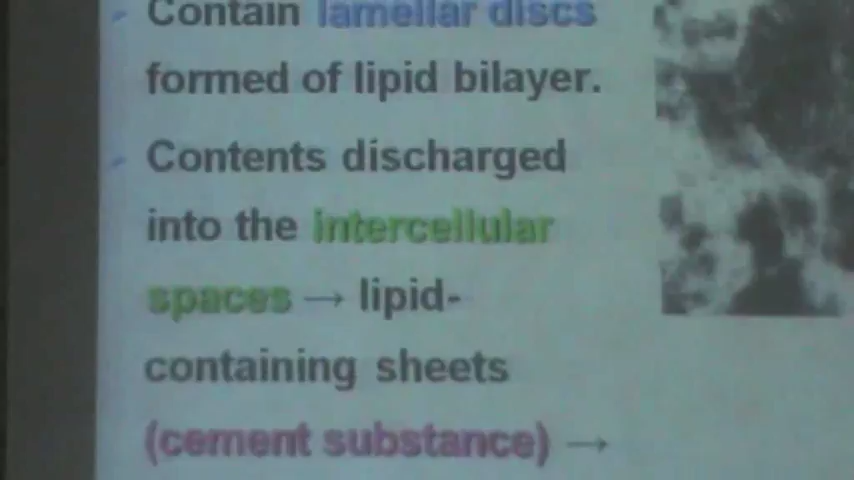 Contain lamellar discs
formed of lipid bilayer.
Contents discharged
into the intercellular
spaces → lipid-
containing sheets
(cement substance) →